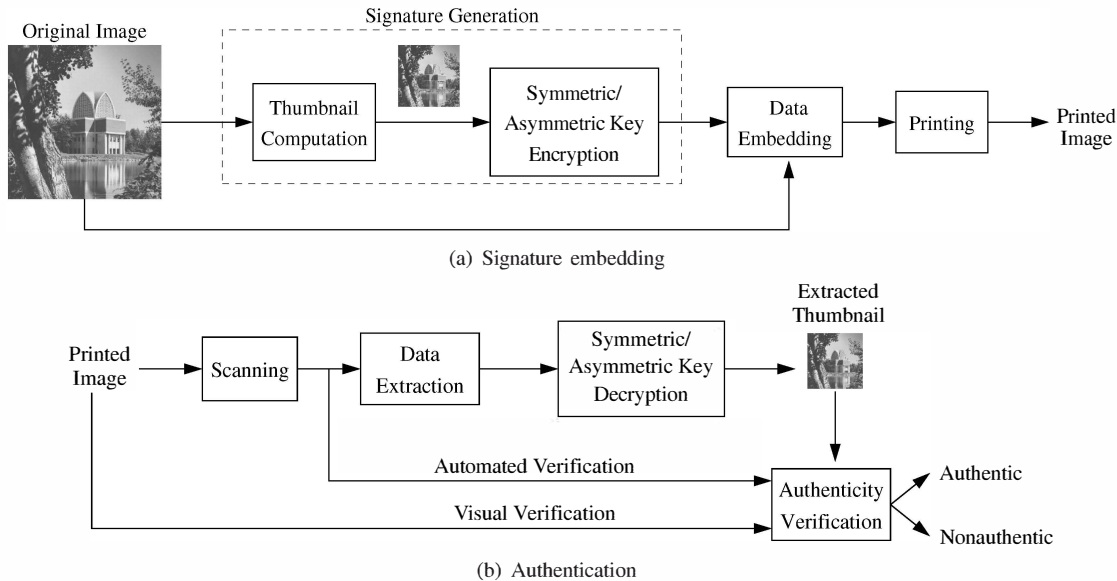 Signature Generation
Original Image
Thumbnail
Computation
Symmetric/
Asymmetric Key
Encryption
Data
Embedding
Printing
Printed
Image
(a) Signature embedding
Extracted
Thumbnail
Printed
Image
Scanning
Data
Extraction
Symmetric/
Asymmetric Key
Decryption
Automated Verification
Visual Verification
Authenticity
Verification
Authentic
Nonauthentic
(b) Authentication